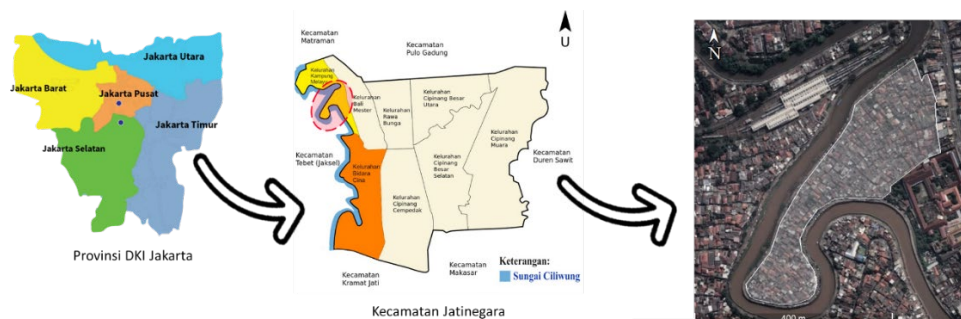 Jakarta Utara
Jakarta Barat
Jakarta Pusat
Jakarta Timur
Jakarta Selatan
Provinsi DKI Jakarta
Kecamatan
Matraman
Kecamatan
Pulo Gadung
U
Kelurahan
Kampung
Melayu
Kelurahan
Bali
Mester
Kelurahan
Rawa
Bunga
Kelurahan
Cipinang Besar
Utara
Kelurahan
Cipinang
Muara
Kecamatan
Tebet (Jaksel)
Kelurahan
Bidara
Cina
Kelurahan
Cipinang
Besar
Selatan
Kecamatan
Duren Sawit
Kelurahan
Cipinang
Cempedak
Kecamatan
Makasar
Kecamatan
Kramat Jati
Keterangan:
Sungai Ciliwung
Kecamatan Jatinegara
N
400 m